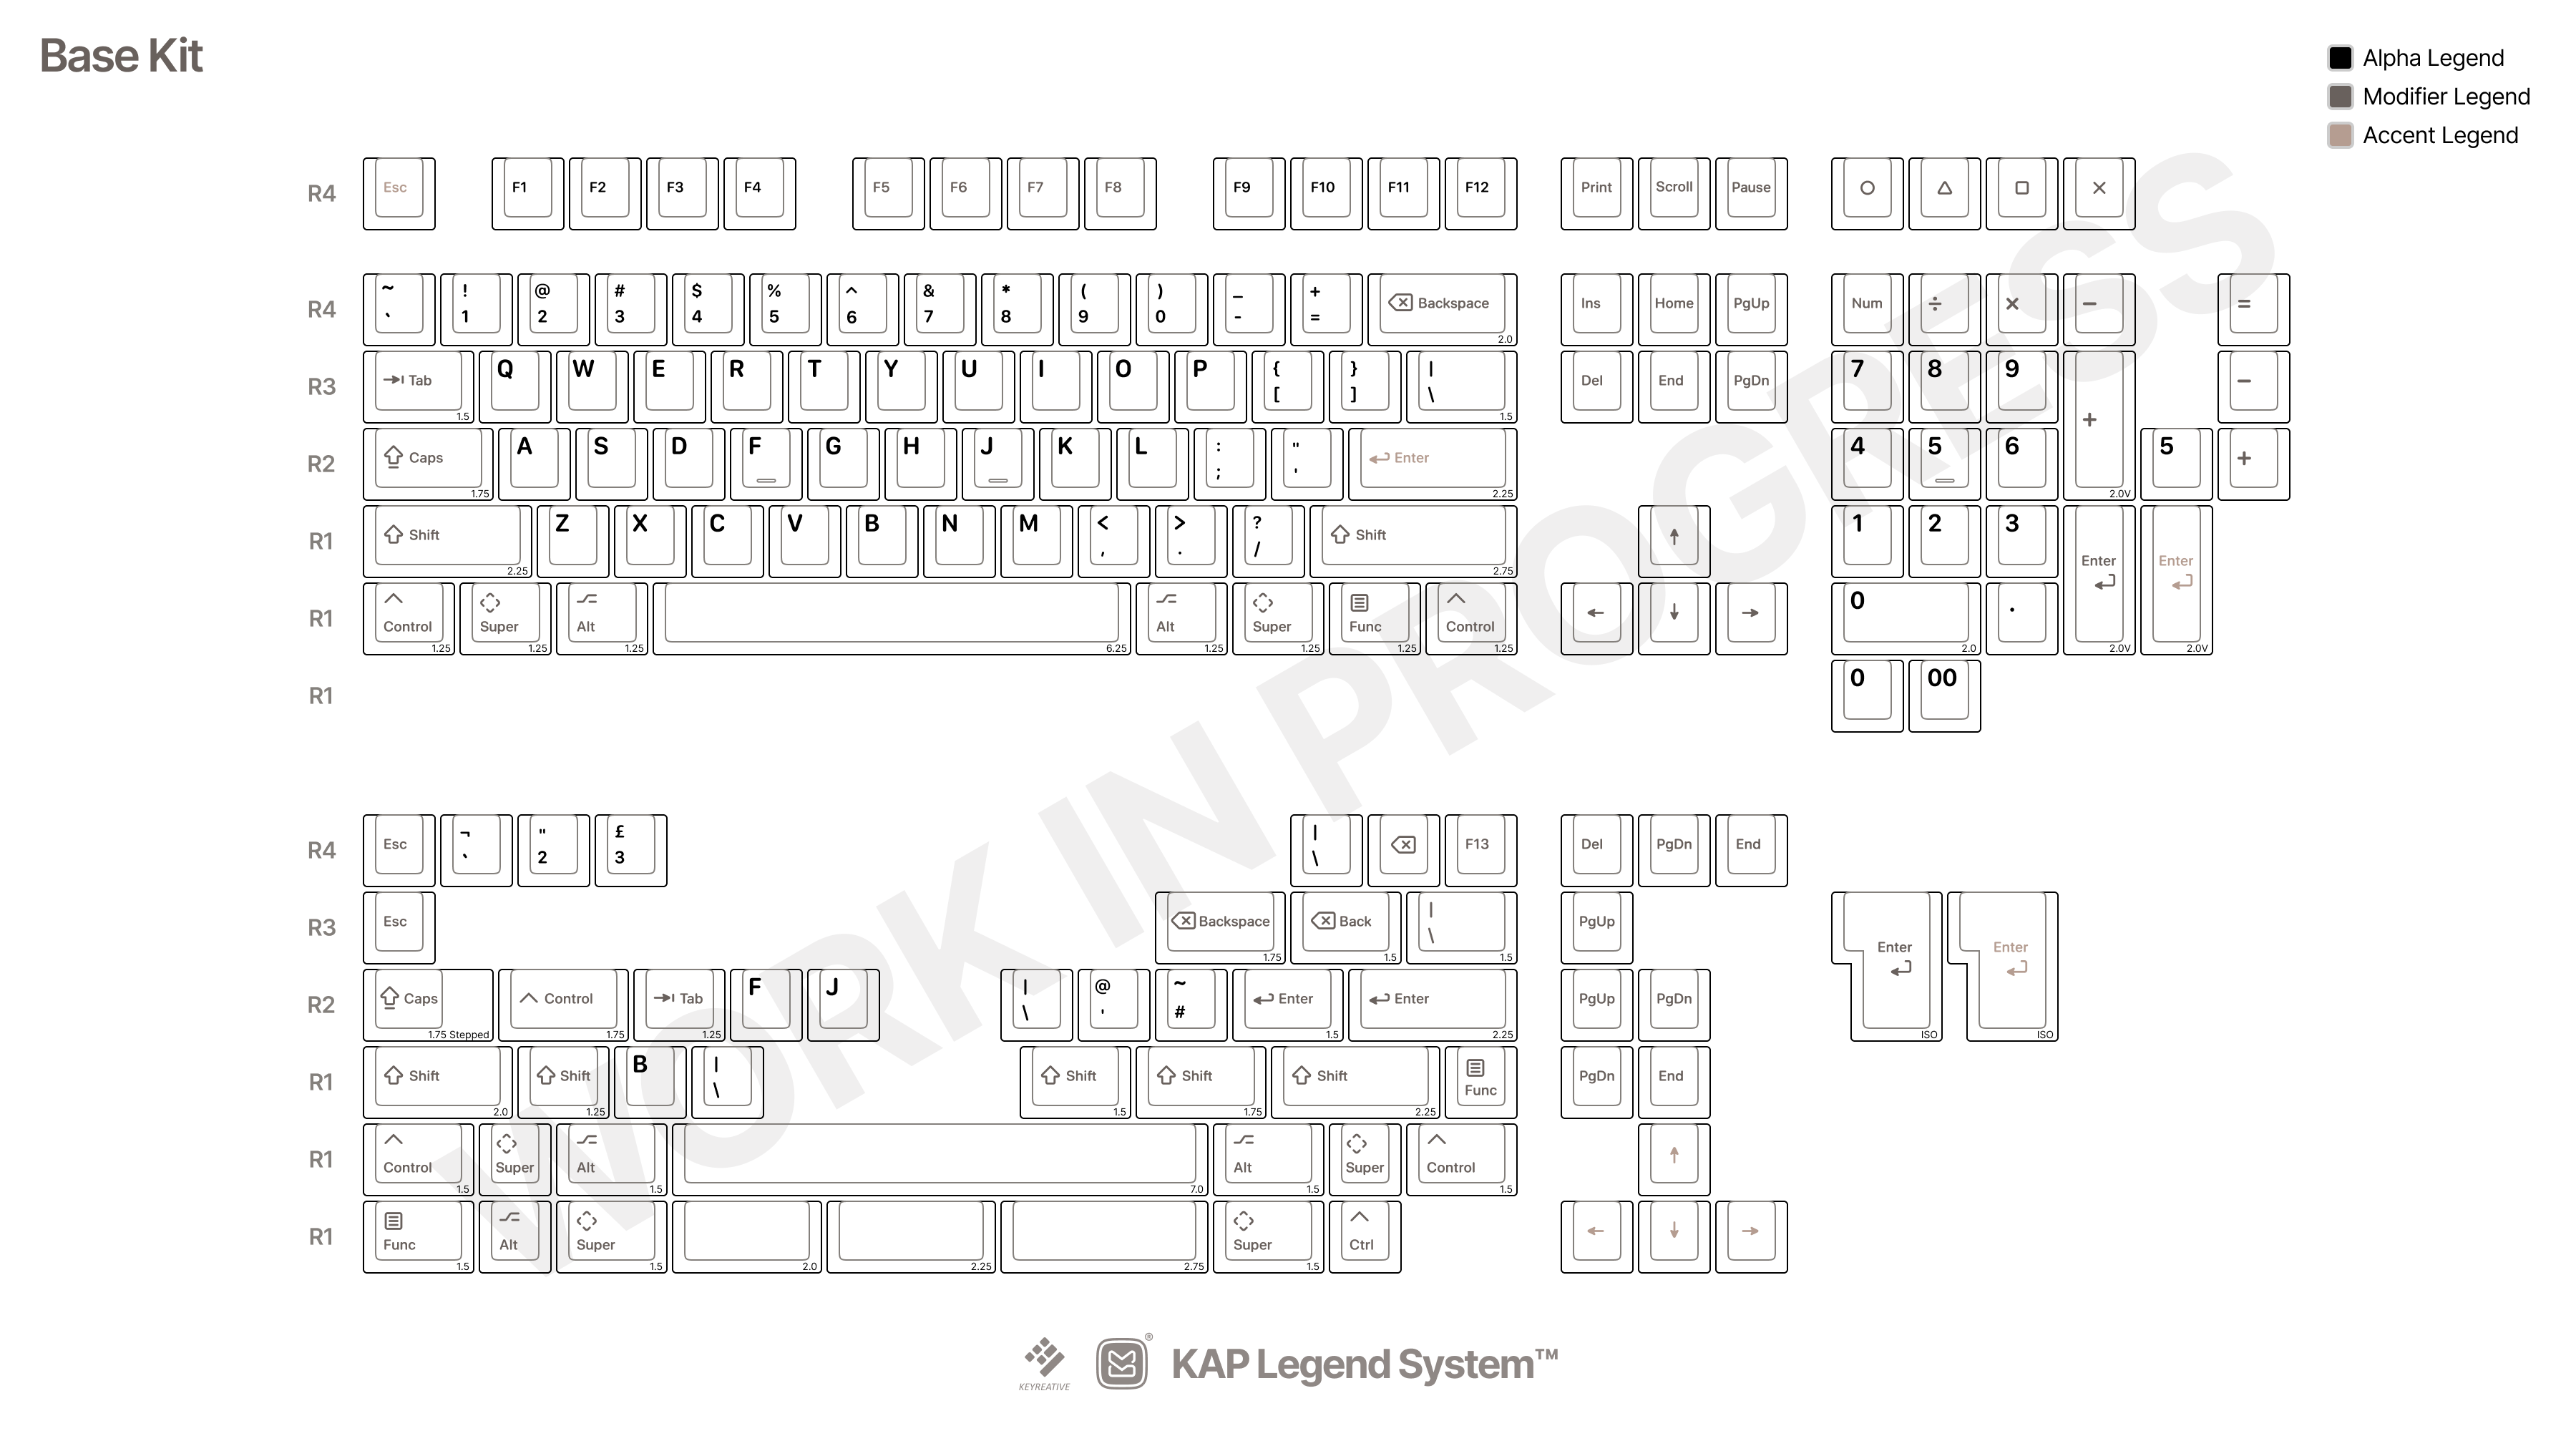 Base Kit
Alpha Legend
Modifier Legend
Accent Legend
R4 Esc F1 F2 F3 F4 F5 F6 F7 F8 F9 F10 F11 F12 Print Scroll Pause
R4 ~ ` ! 1 @ 2 # 3 $ 4 % 5 ^ 6 & 7 * 8 ( 9 ) 0 _ - + = Backspace 2.0 Ins Home PgUp Num ÷ × − =
R3 Tab 1.5 Q W E R T Y U I O P { [ } ] | \ 1.5 Del End PgDn 7 8 9 + 2.0V −
R2 Caps 1.75 A S D F G H J K L : ; " ' Enter 2.25 4 5 6 5 +
R1 Shift 2.25 Z X C V B N M < , > . ? / Shift 2.75 ↑ 1 2 3 Enter 2.0V Enter 2.0V
R1 Control 1.25 Super 1.25 Alt 1.25 6.25 Alt 1.25 Super 1.25 Func 1.25 Control 1.25 ← ↓ → 0 2.0 .
R1 0 00
WORK IN PROGRESS
R4 Esc ¬ ` " 2 £ 3 | \ F13 Del PgDn End
R3 Esc Backspace 1.75 Back 1.5 | \ 1.5 PgUp Enter ISO Enter ISO
R2 Caps 1.75 Stepped Control 1.75 Tab 1.25 F J | \ @ ' ~ # Enter 1.5 Enter 2.25 PgUp PgDn
R1 Shift 2.0 Shift 1.25 B | \ Shift 1.5 Shift 1.75 Shift 2.25 Func PgDn End
R1 Control 1.5 Super Alt 1.5 7.0 Alt 1.5 Super Control 1.5 ↑
R1 Func 1.5 Alt Super 1.5 2.0 2.25 2.75 Super 1.5 Ctrl ← ↓ →
KEYREATIVE
® KAP Legend System™